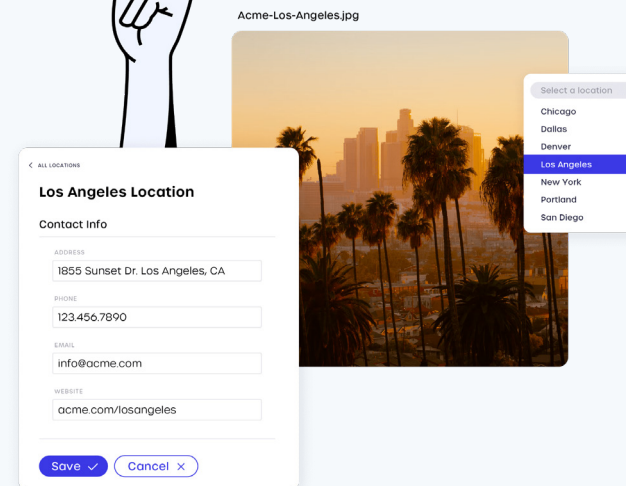 Acme-Los-Angeles.jpg
Select a location
Chicago
Dallas
Denver
Los Angeles
New York
Portland
San Diego
ALL LOCATIONS
Los Angeles Location
Contact Info
ADDRESS
1855 Sunset Dr. Los Angeles, CA
PHONE
123.456.7890
EMAIL
info@acme.com
WEBSITE
acme.com/losangeles
Save
Cancel